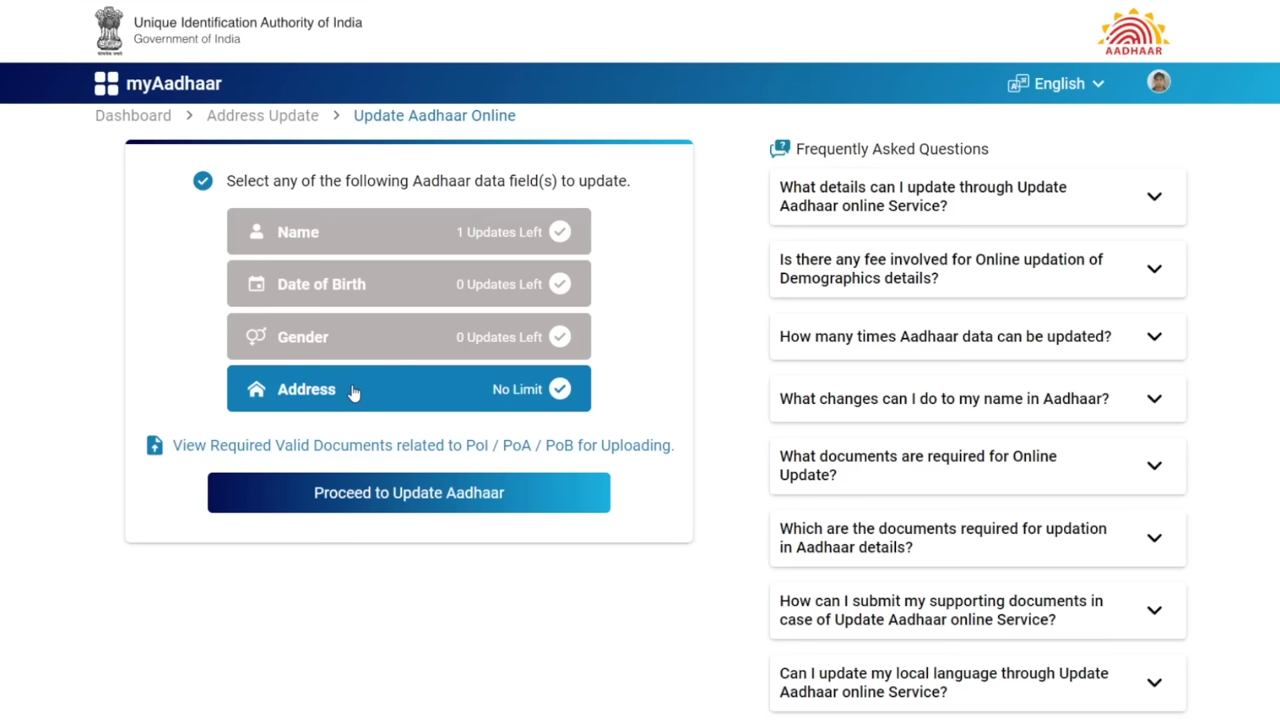 Unique Identification Authority of India
Government of India
AADHAAR
myAadhaar
English
Dashboard > Address Update > Update Aadhaar Online
Select any of the following Aadhaar data field(s) to update.
Name 1 Updates Left
Date of Birth 0 Updates Left
Gender 0 Updates Left
Address No Limit
View Required Valid Documents related to PoI / PoA / PoB for Uploading.
Proceed to Update Aadhaar
Frequently Asked Questions
What details can I update through Update
Aadhaar online Service?
Is there any fee involved for Online updation of
Demographics details?
How many times Aadhaar data can be updated?
What changes can I do to my name in Aadhaar?
What documents are required for Online
Update?
Which are the documents required for updation
in Aadhaar details?
How can I submit my supporting documents in
case of Update Aadhaar online Service?
Can I update my local language through Update
Aadhaar online Service?